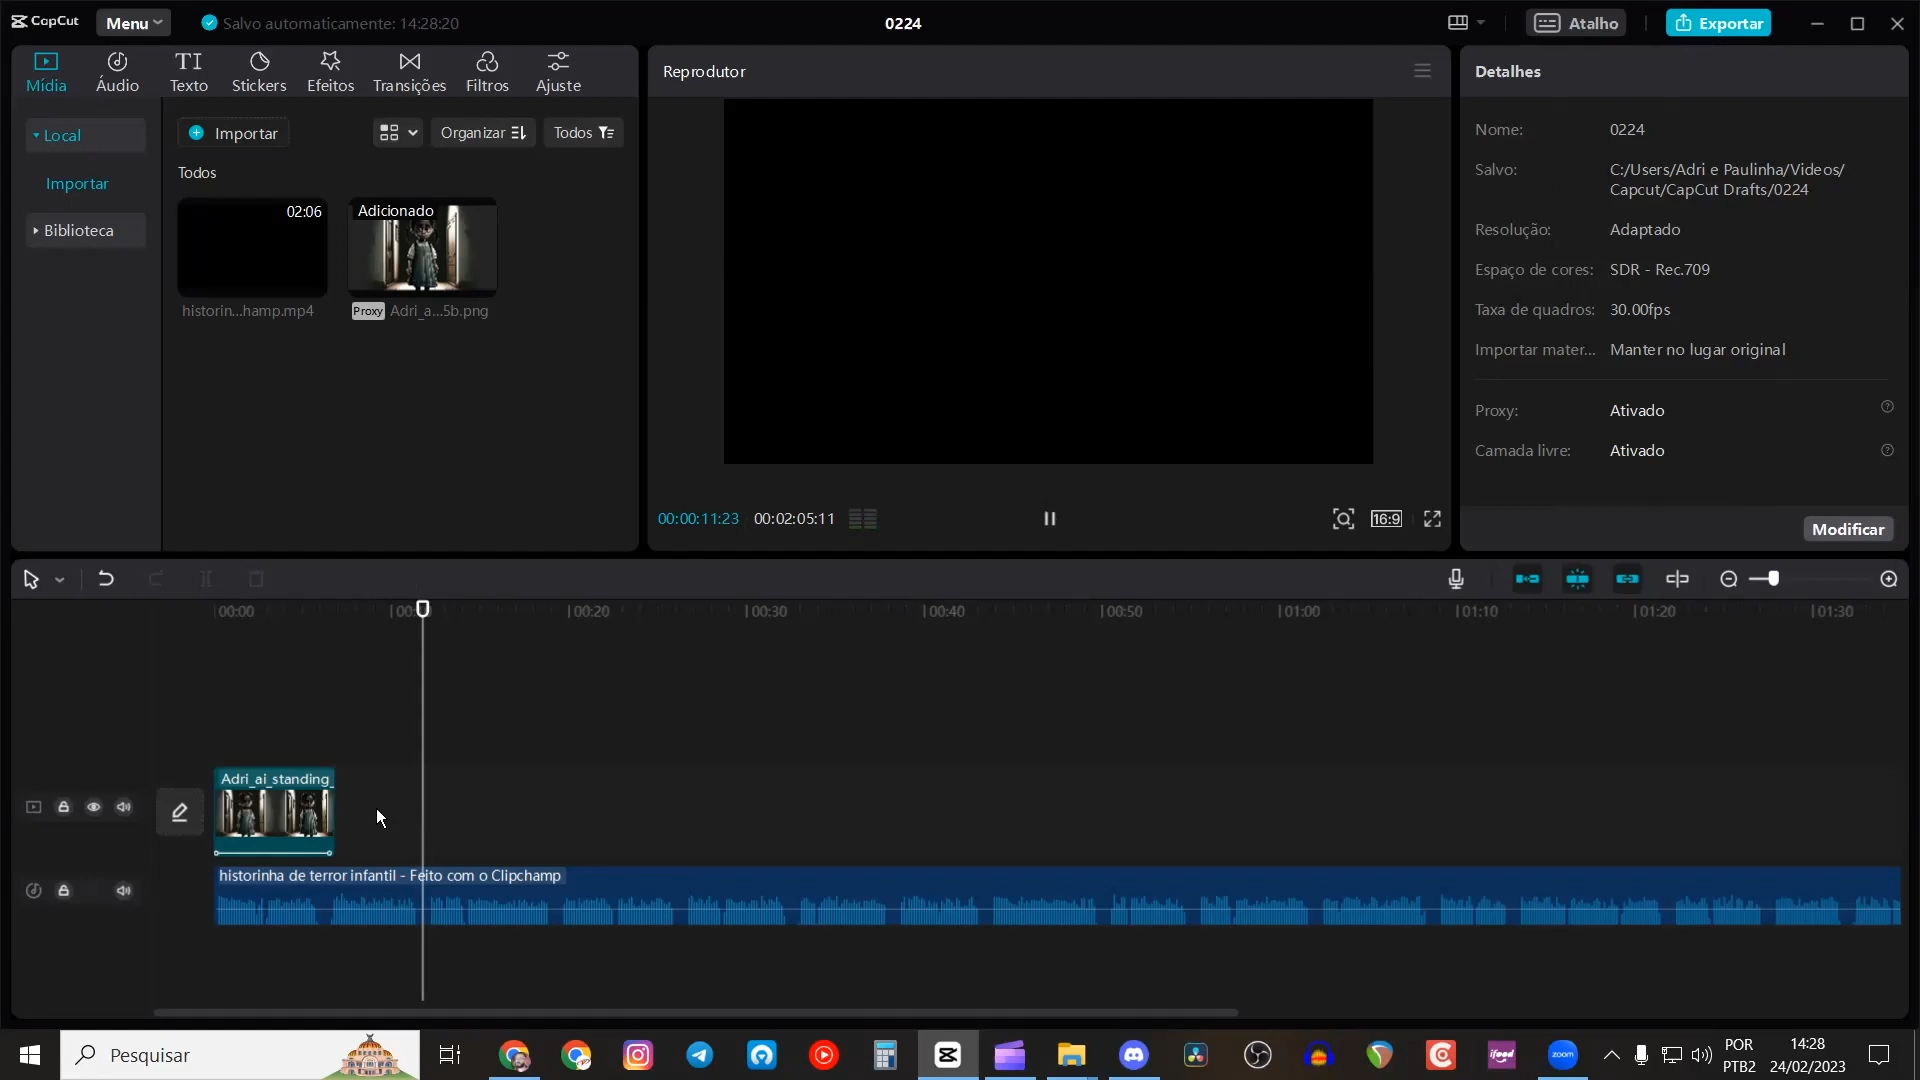 CapCut
Menu
Salvo automaticamente: 14:28:20
0224
Atalho
Exportar
Mídia
Áudio
Texto
Stickers
Efeitos
Transições
Filtros
Ajuste
Local
Importar
Biblioteca
Importar
Organizar
Todos
Todos
02:06
historin...hamp.mp4
Adicionado
Proxy
Adri_a...5b.png
Reprodutor
00:00:11:23
00:02:05:11
16:9
Detalhes
Nome: 0224
Salvo: C:/Users/Adri e Paulinha/Videos/
Capcut/CapCut Drafts/0224
Resolução: Adaptado
Espaço de cores: SDR - Rec.709
Taxa de quadros: 30.00fps
Importar mater... Manter no lugar original
Proxy: Ativado
Camada livre: Ativado
Modificar
00:00
00:20
00:30
00:40
00:50
01:00
01:10
01:20
01:30
Adri_ai_standing_
historinha de terror infantil - Feito com o Clipchamp
Pesquisar
ifood
zoom
POR
PTB2
14:28
24/02/2023